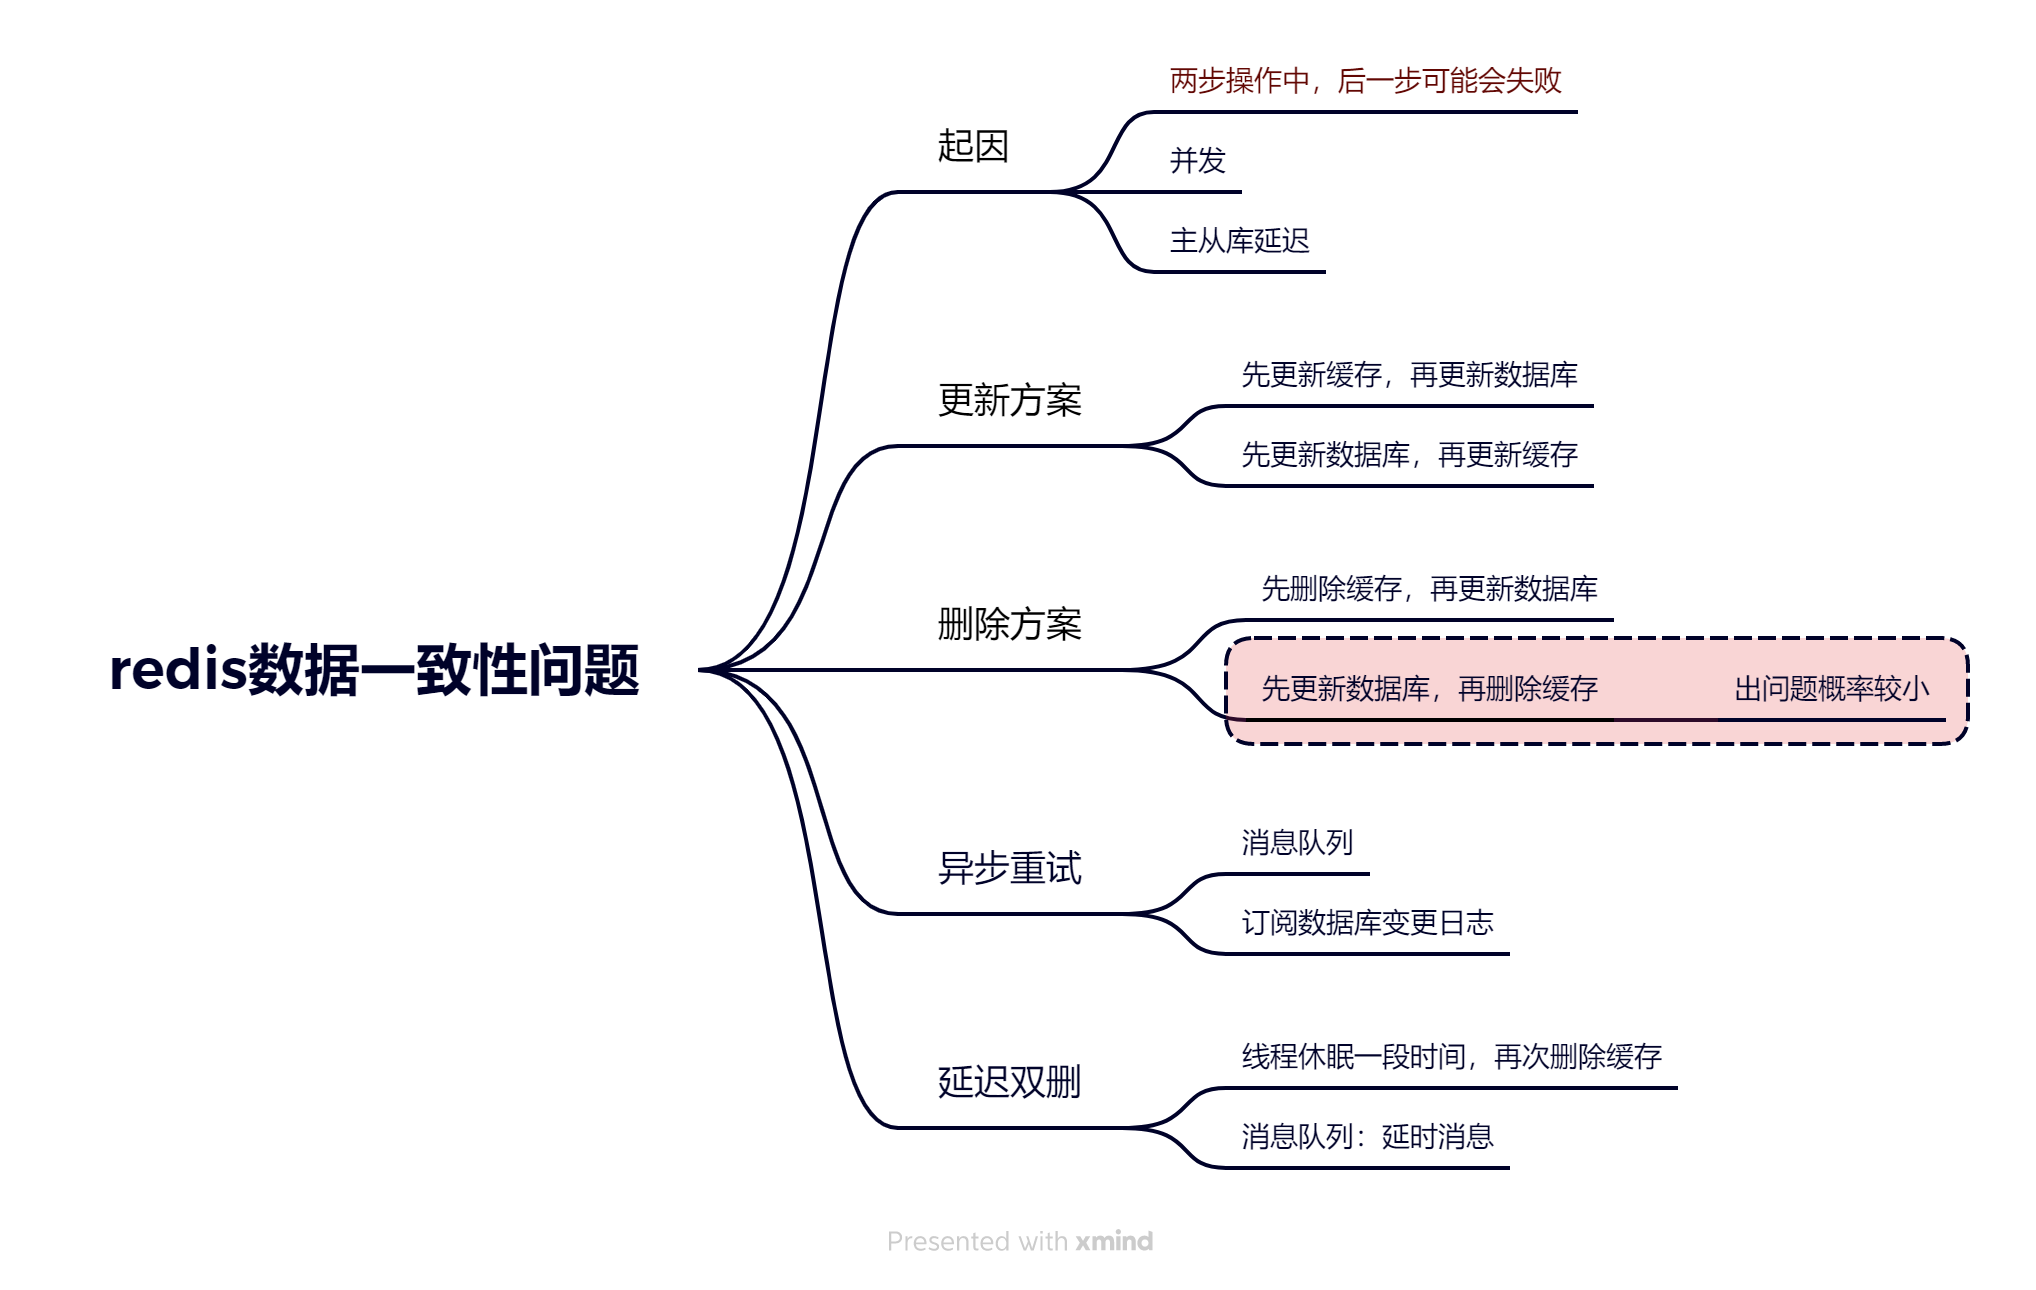 redis数据一致性问题
起因
两步操作中，后一步可能会失败
并发
主从库延迟
更新方案
先更新缓存，再更新数据库
先更新数据库，再更新缓存
删除方案
先删除缓存，再更新数据库
先更新数据库，再删除缓存
出问题概率较小
异步重试
消息队列
订阅数据库变更日志
延迟双删
线程休眠一段时间，再次删除缓存
消息队列：延时消息
Presented with xmind